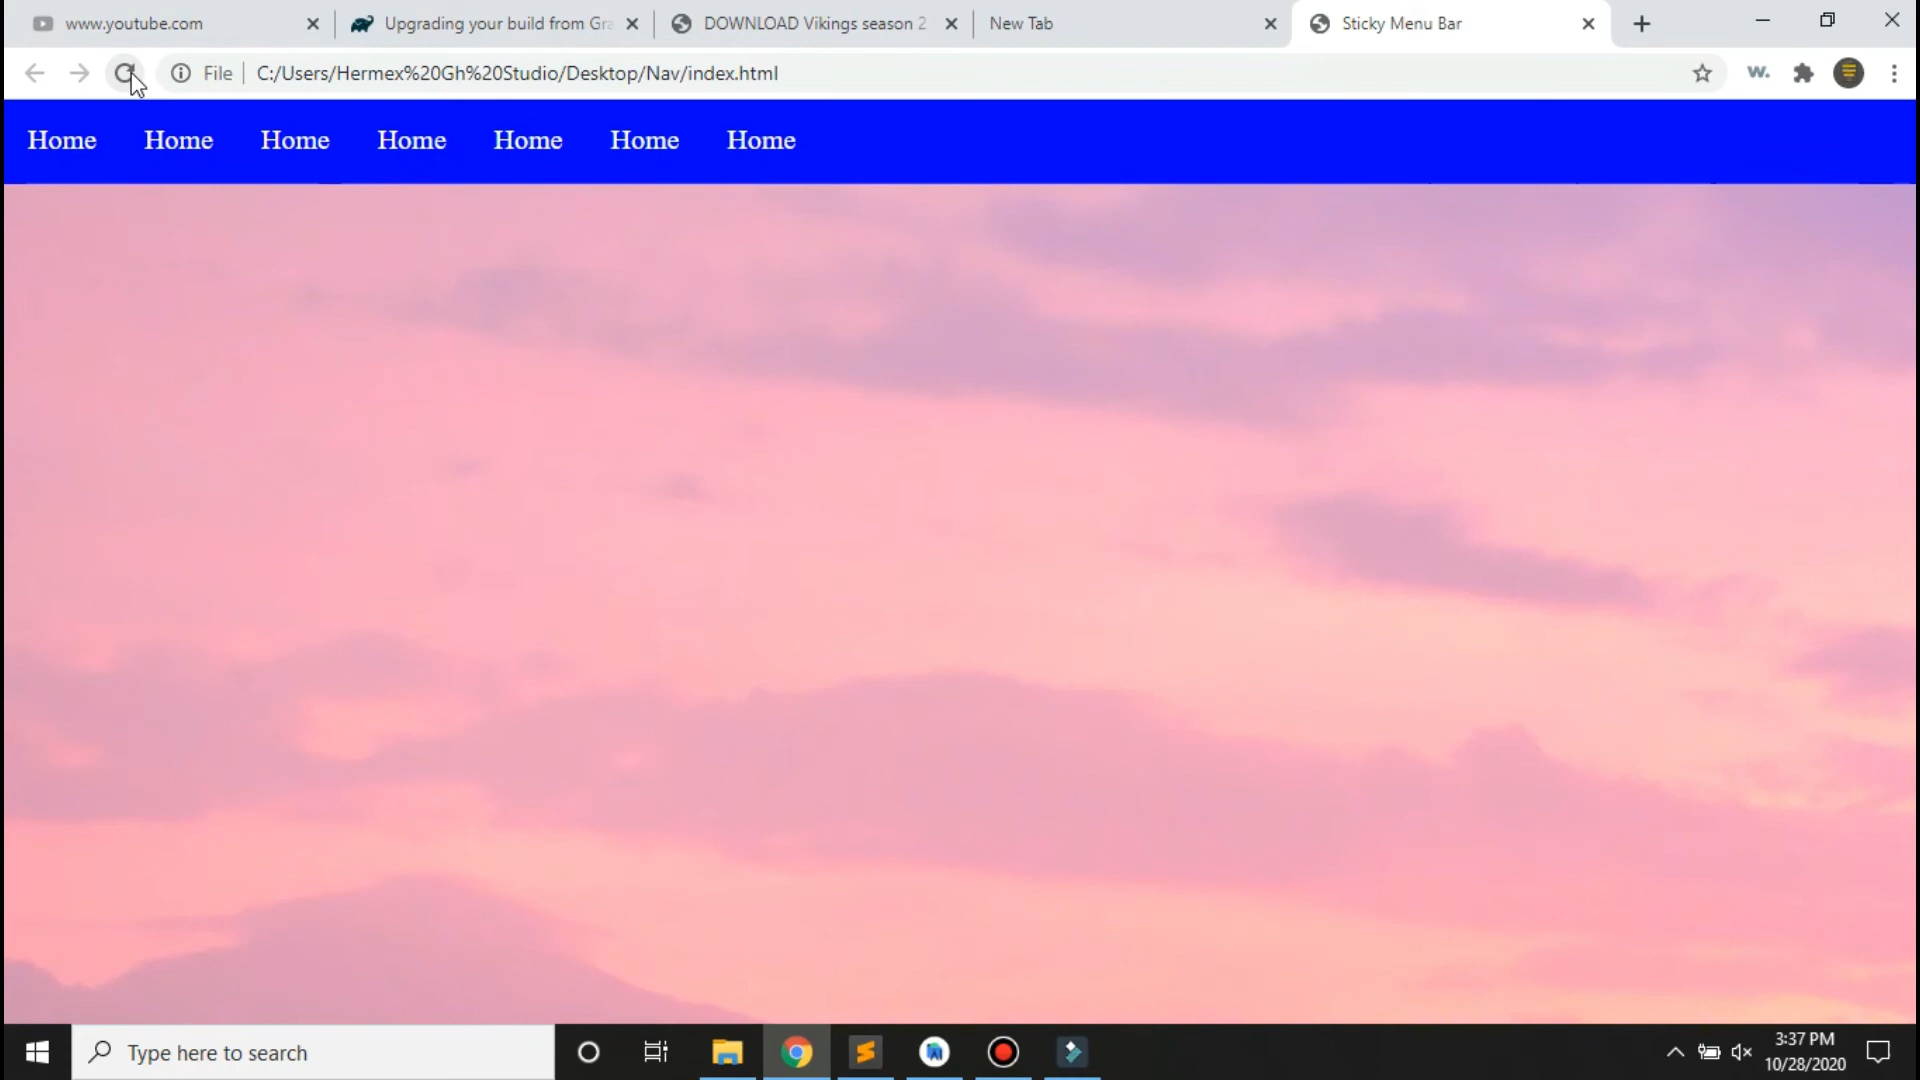 www.youtube.com
Upgrading your build from Gra
DOWNLOAD Vikings season 2
New Tab
Sticky Menu Bar
File
C:/Users/Hermex%20Gh%20Studio/Desktop/Nav/index.html
W.
Home Home Home Home Home Home Home
Type here to search
3:37 PM
10/28/2020